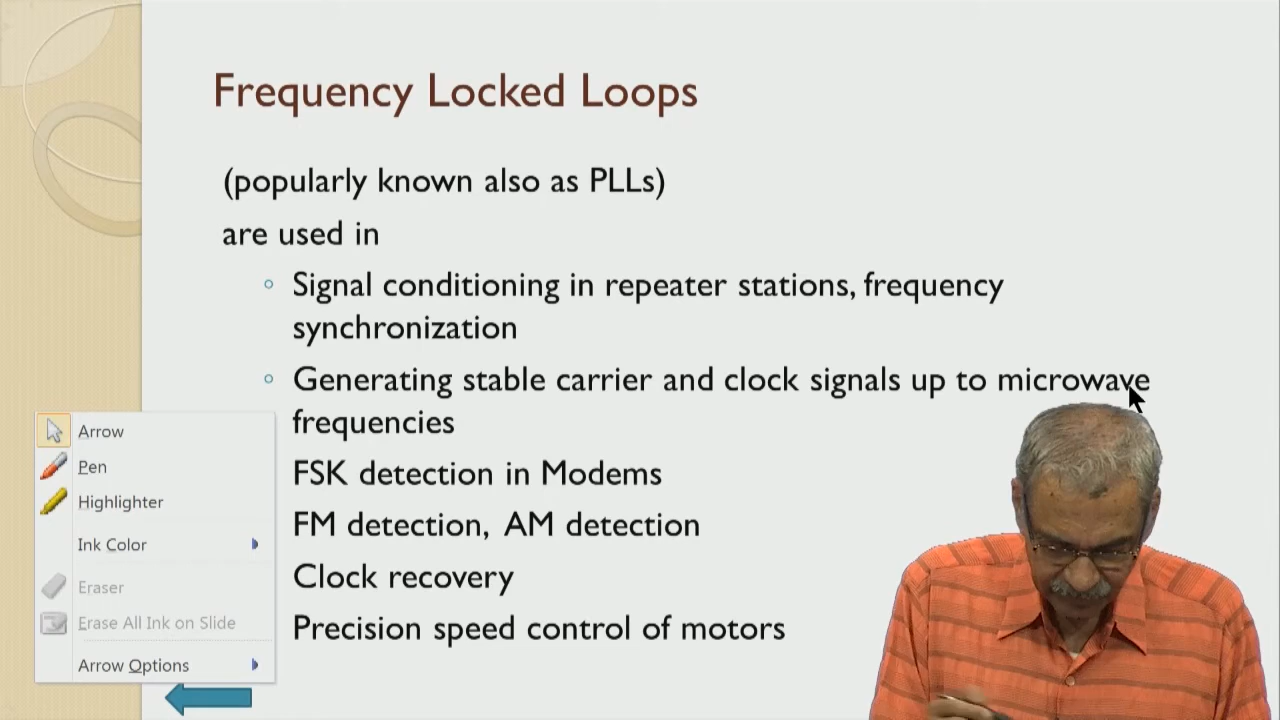 Frequency Locked Loops
(popularly known also as PLLs)
are used in
Signal conditioning in repeater stations, frequency
synchronization
Generating stable carrier and clock signals up to microwave
frequencies
FSK detection in Modems
FM detection, AM detection
Clock recovery
Precision speed control of motors
Arrow
Pen
Highlighter
Ink Color
Eraser
Erase All Ink on Slide
Arrow Options